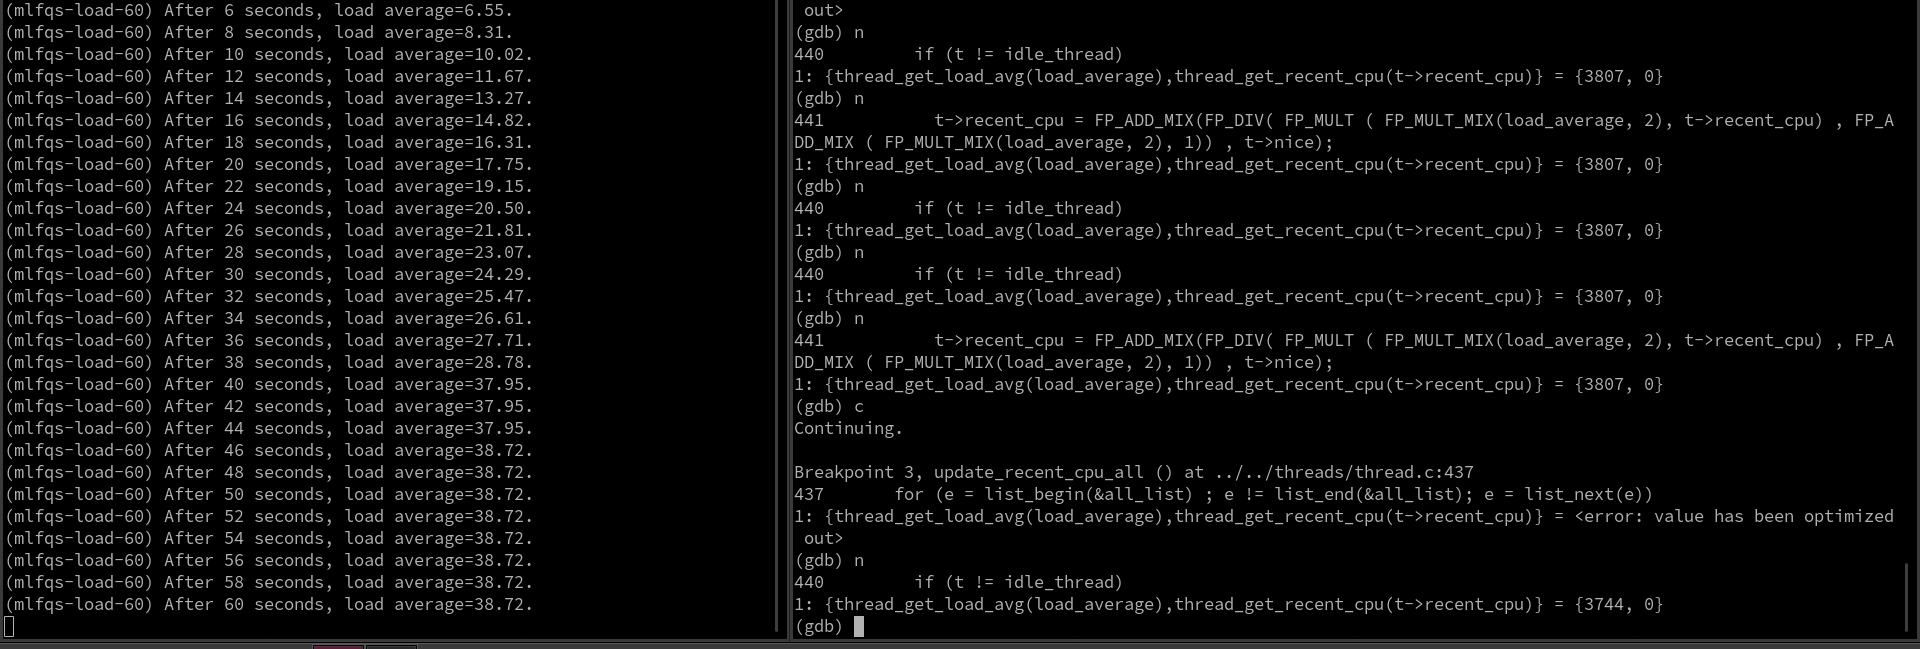 (mlfqs-load-60) After 6 seconds, load average=6.55.
(mlfqs-load-60) After 8 seconds, load average=8.31.
(mlfqs-load-60) After 10 seconds, load average=10.02.
(mlfqs-load-60) After 12 seconds, load average=11.67.
(mlfqs-load-60) After 14 seconds, load average=13.27.
(mlfqs-load-60) After 16 seconds, load average=14.82.
(mlfqs-load-60) After 18 seconds, load average=16.31.
(mlfqs-load-60) After 20 seconds, load average=17.75.
(mlfqs-load-60) After 22 seconds, load average=19.15.
(mlfqs-load-60) After 24 seconds, load average=20.50.
(mlfqs-load-60) After 26 seconds, load average=21.81.
(mlfqs-load-60) After 28 seconds, load average=23.07.
(mlfqs-load-60) After 30 seconds, load average=24.29.
(mlfqs-load-60) After 32 seconds, load average=25.47.
(mlfqs-load-60) After 34 seconds, load average=26.61.
(mlfqs-load-60) After 36 seconds, load average=27.71.
(mlfqs-load-60) After 38 seconds, load average=28.78.
(mlfqs-load-60) After 40 seconds, load average=37.95.
(mlfqs-load-60) After 42 seconds, load average=37.95.
(mlfqs-load-60) After 44 seconds, load average=37.95.
(mlfqs-load-60) After 46 seconds, load average=38.72.
(mlfqs-load-60) After 48 seconds, load average=38.72.
(mlfqs-load-60) After 50 seconds, load average=38.72.
(mlfqs-load-60) After 52 seconds, load average=38.72.
(mlfqs-load-60) After 54 seconds, load average=38.72.
(mlfqs-load-60) After 56 seconds, load average=38.72.
(mlfqs-load-60) After 58 seconds, load average=38.72.
(mlfqs-load-60) After 60 seconds, load average=38.72.
 out>
(gdb) n
440         if (t != idle_thread)
1: {thread_get_load_avg(load_average),thread_get_recent_cpu(t->recent_cpu)} = {3807, 0}
(gdb) n
441           t->recent_cpu = FP_ADD_MIX(FP_DIV( FP_MULT ( FP_MULT_MIX(load_average, 2), t->recent_cpu) , FP_A
DD_MIX ( FP_MULT_MIX(load_average, 2), 1)) , t->nice);
1: {thread_get_load_avg(load_average),thread_get_recent_cpu(t->recent_cpu)} = {3807, 0}
(gdb) n
440         if (t != idle_thread)
1: {thread_get_load_avg(load_average),thread_get_recent_cpu(t->recent_cpu)} = {3807, 0}
(gdb) n
440         if (t != idle_thread)
1: {thread_get_load_avg(load_average),thread_get_recent_cpu(t->recent_cpu)} = {3807, 0}
(gdb) n
441           t->recent_cpu = FP_ADD_MIX(FP_DIV( FP_MULT ( FP_MULT_MIX(load_average, 2), t->recent_cpu) , FP_A
DD_MIX ( FP_MULT_MIX(load_average, 2), 1)) , t->nice);
1: {thread_get_load_avg(load_average),thread_get_recent_cpu(t->recent_cpu)} = {3807, 0}
(gdb) c
Continuing.

Breakpoint 3, update_recent_cpu_all () at ../../threads/thread.c:437
437       for (e = list_begin(&all_list) ; e != list_end(&all_list); e = list_next(e))
1: {thread_get_load_avg(load_average),thread_get_recent_cpu(t->recent_cpu)} = <error: value has been optimized
 out>
(gdb) n
440         if (t != idle_thread)
1: {thread_get_load_avg(load_average),thread_get_recent_cpu(t->recent_cpu)} = {3744, 0}
(gdb)